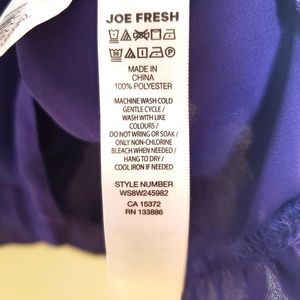 JOE FRESH
MADE IN
CHINA
100% POLYESTER
MACHINE WASH COLD
GENTLE CYCLE /
WASH WITH LIKE
COLOURS /
DO NOT WRING OR SOAK /
ONLY NON-CHLORINE
BLEACH WHEN NEEDED /
HANG TO DRY /
COOL IRON IF NEEDED
STYLE NUMBER
WS8W245982
CA 15372
RN 133886